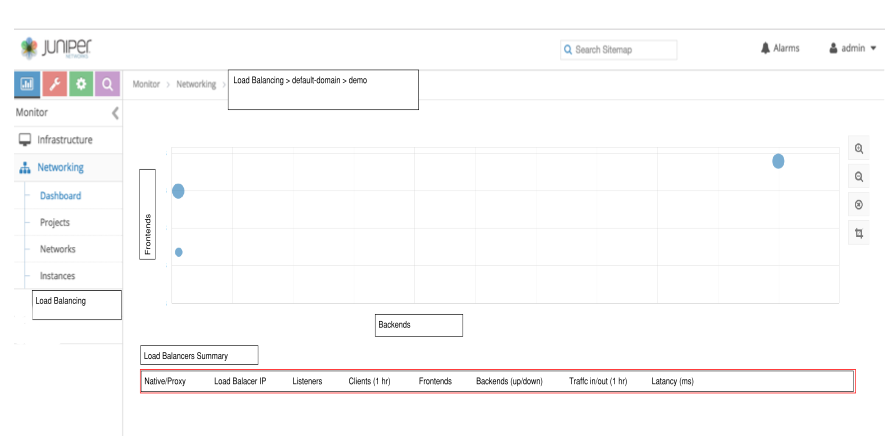 JUNIPER
NETWORKS
Search Sitemap
Alarms
admin
Monitor > Networking > Load Balancing > default-domain > demo
Monitor
Infrastructure
Networking
Dashboard
Projects
Networks
Instances
Load Balancing
Frontends
Backends
Load Balancers Summary
Native/Proxy Load Balacer IP Listeners Clients (1 hr) Frontends Backends (up/down) Traffc in/out (1 hr) Latancy (ms)